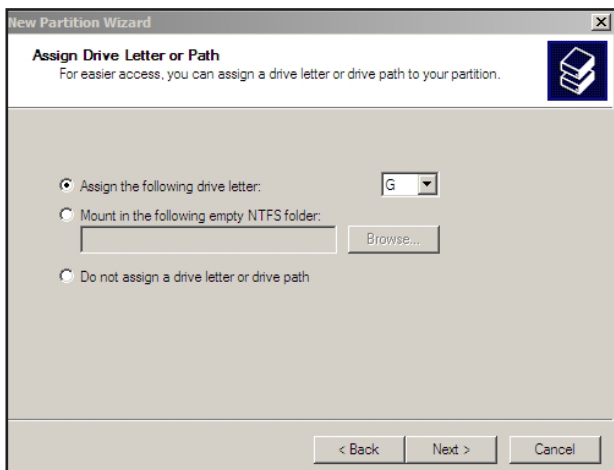 New Partition Wizard
Assign Drive Letter or Path
For easier access, you can assign a drive letter or drive path to your partition.
Assign the following drive letter: G
Mount in the following empty NTFS folder:
Browse...
Do not assign a drive letter or drive path
< Back Next > Cancel